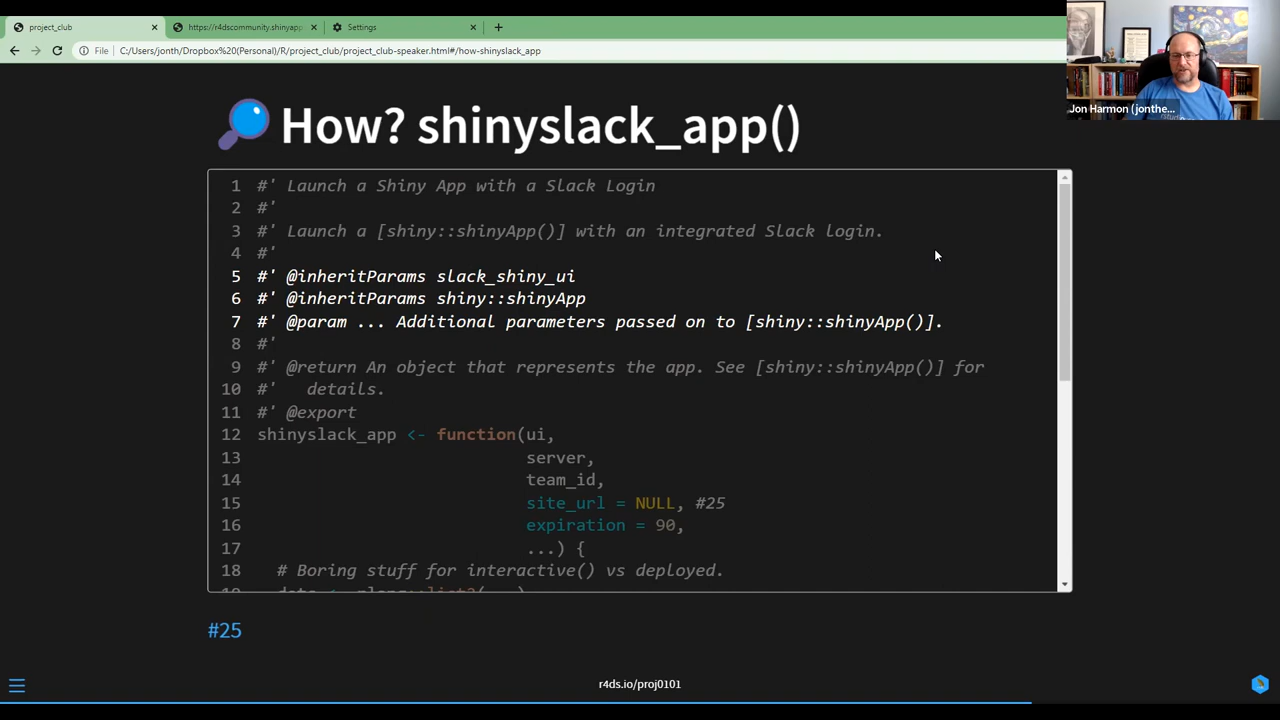 project_club
https://r4dscommunity.shinyapp
Settings
File
C:/Users/jonth/Dropbox%20(Personal)/R/project_club/project_club-speaker.html#/how-shinyslack_app
Jon Harmon (jonthe...
How? shinyslack_app()
1 #' Launch a Shiny App with a Slack Login
2 #'
3 #' Launch a [shiny::shinyApp()] with an integrated Slack login.
4 #'
5 #' @inheritParams slack_shiny_ui
6 #' @inheritParams shiny::shinyApp
7 #' @param ... Additional parameters passed on to [shiny::shinyApp()].
8 #'
9 #' @return An object that represents the app. See [shiny::shinyApp()] for
10 #'   details.
11 #' @export
12 shinyslack_app <- function(ui,
13 server,
14 team_id,
15 site_url = NULL, #25
16 expiration = 90,
17 ...) {
18 # Boring stuff for interactive() vs deployed.
#25
r4ds.io/proj0101